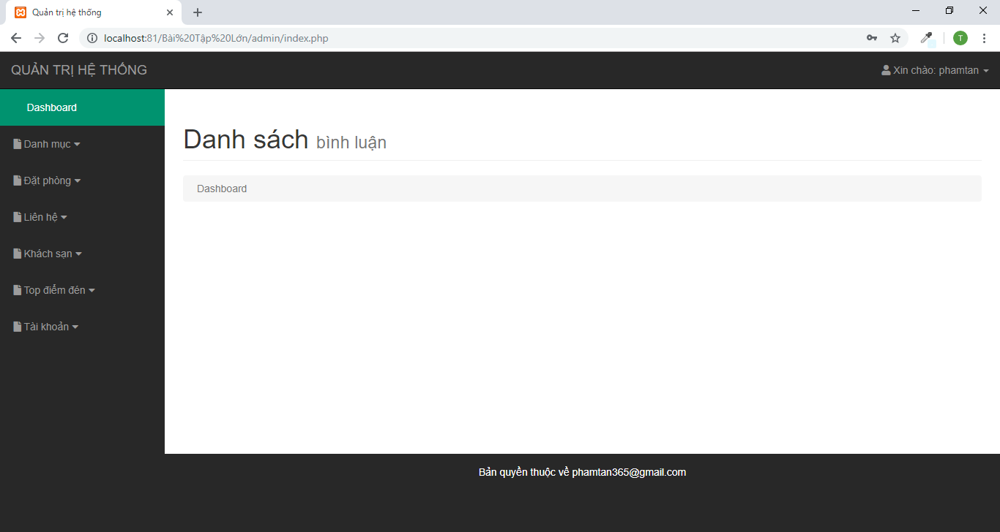 Quản trị hệ thống
localhost:81/Bài%20Tập%20Lớn/admin/index.php
T
QUẢN TRỊ HỆ THỐNG
Xin chào: phamtan
Dashboard
Danh mục
Đặt phòng
Liên hệ
Khách sạn
Top điểm đén
Tài khoản
Danh sách bình luận
Dashboard
Bản quyền thuộc về phamtan365@gmail.com